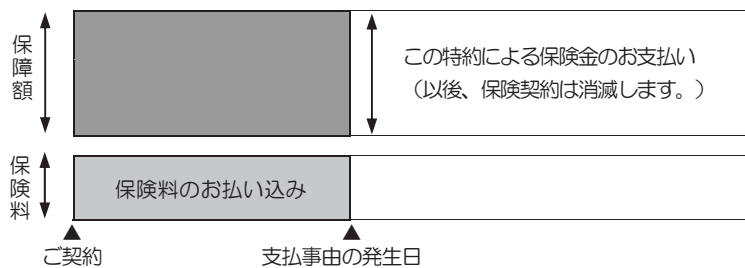 保障額
この特約による保険金のお支払い
（以後、保険契約は消滅します。）
保険料
保険料のお払い込み
ご契約
支払事由の発生日